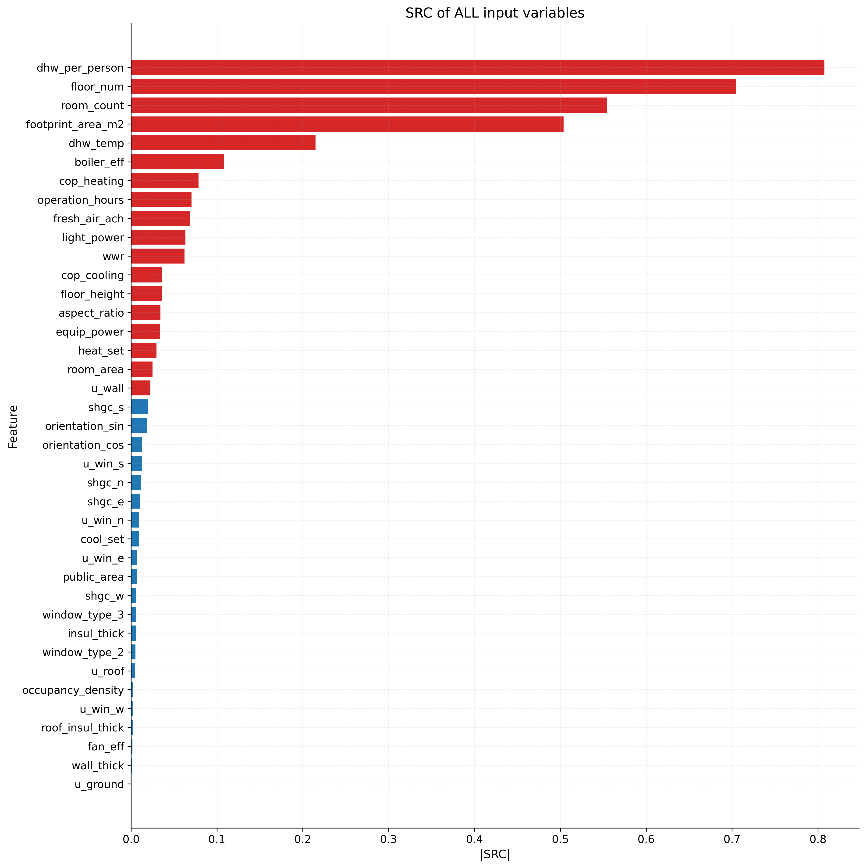 SRC of ALL input variables
Feature
dhw_per_person
floor_num
room_count
footprint_area_m2
dhw_temp
boiler_eff
cop_heating
operation_hours
fresh_air_ach
light_power
wwr
cop_cooling
floor_height
aspect_ratio
equip_power
heat_set
room_area
u_wall
shgc_s
orientation_sin
orientation_cos
u_win_s
shgc_n
shgc_e
u_win_n
cool_set
u_win_e
public_area
shgc_w
window_type_3
insul_thick
window_type_2
u_roof
occupancy_density
u_win_w
roof_insul_thick
fan_eff
wall_thick
u_ground
0.0 0.1 0.2 0.3 0.4 0.5 0.6 0.7 0.8
|SRC|